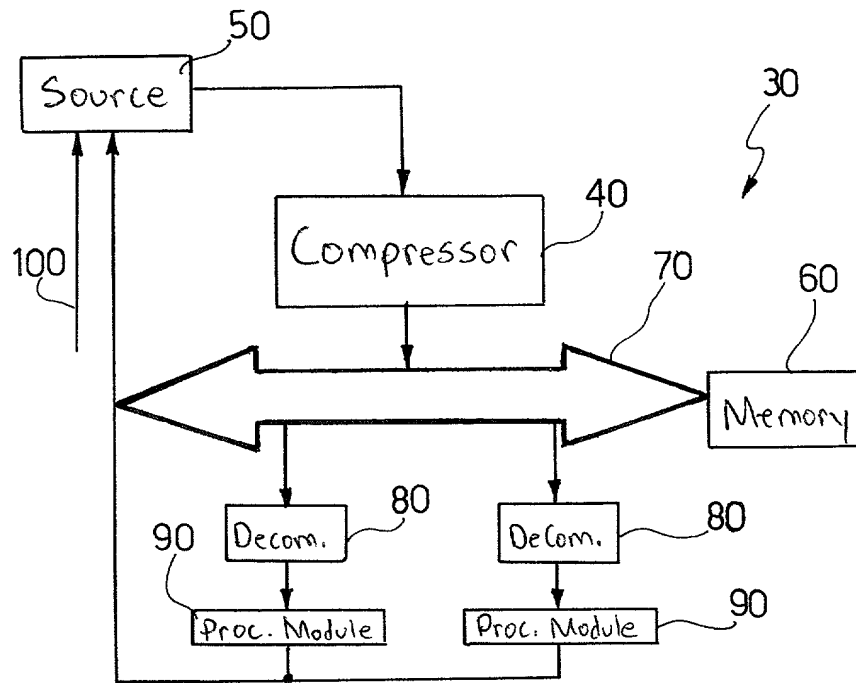 50
Source
30
40
Compressor
100
70
60
Memory
80
Decom.
80
Decom.
90
Proc. Module
90
Proc. Module